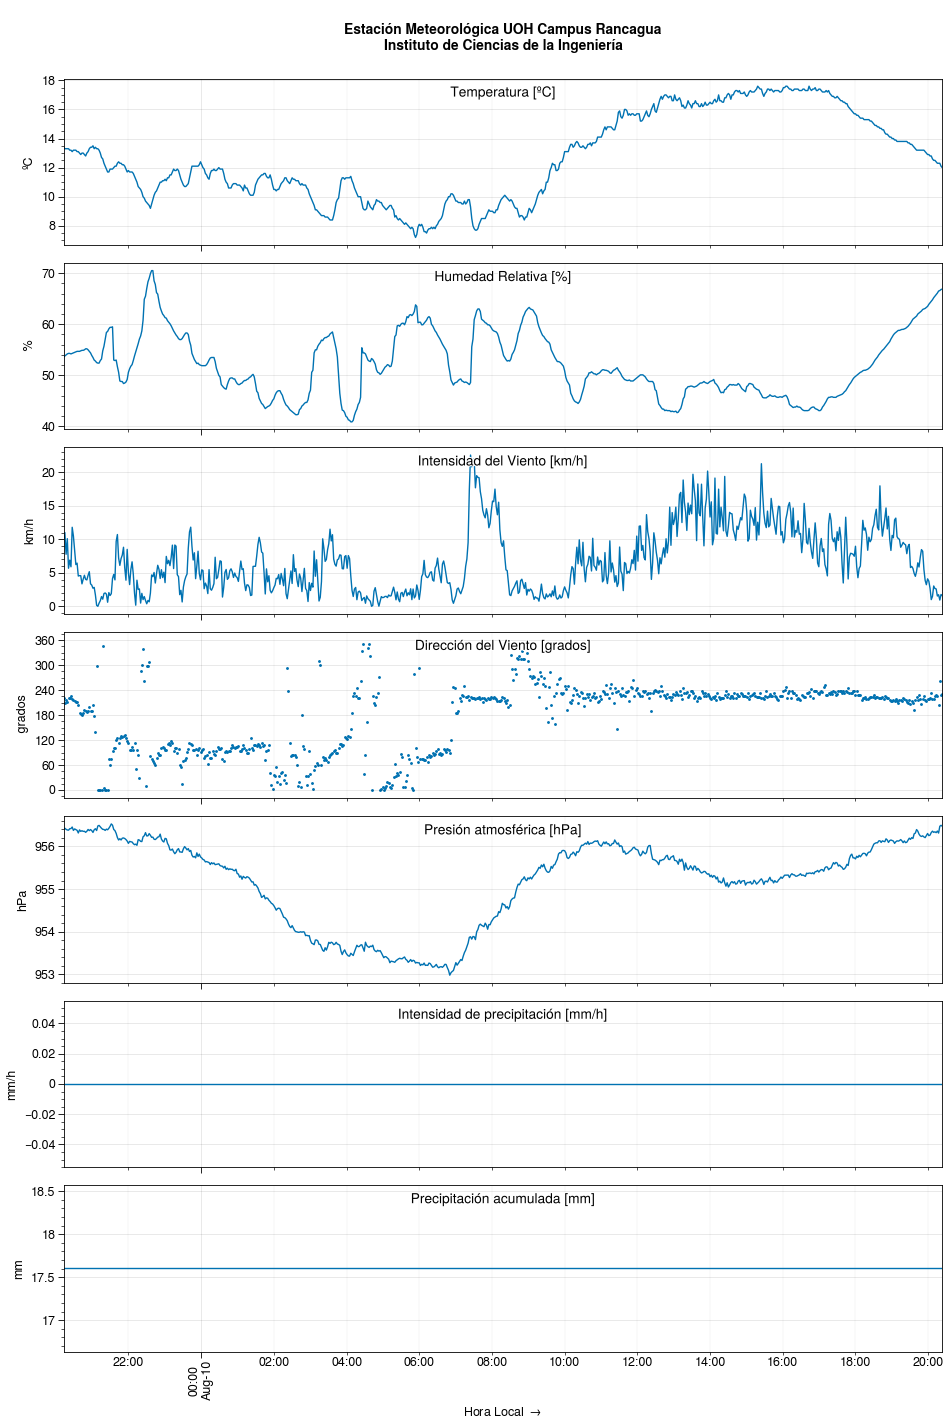 Estación Meteorológica UOH Campus Rancagua
Instituto de Ciencias de la Ingeniería
Temperatura [ºC]
ºC
18
16
14
12
10
8
Humedad Relativa [%]
%
70
60
50
40
Intensidad del Viento [km/h]
km/h
20
15
10
5
0
Dirección del Viento [grados]
grados
360
300
240
180
120
60
0
Presión atmosférica [hPa]
hPa
956
955
954
953
Intensidad de precipitación [mm/h]
mm/h
0.04
0.02
0
−0.02
−0.04
Precipitación acumulada [mm]
mm
18.5
18
17.5
17
22:00
00:00
Aug-10
02:00
04:00
06:00
08:00
10:00
12:00
14:00
16:00
18:00
20:00
Hora Local →